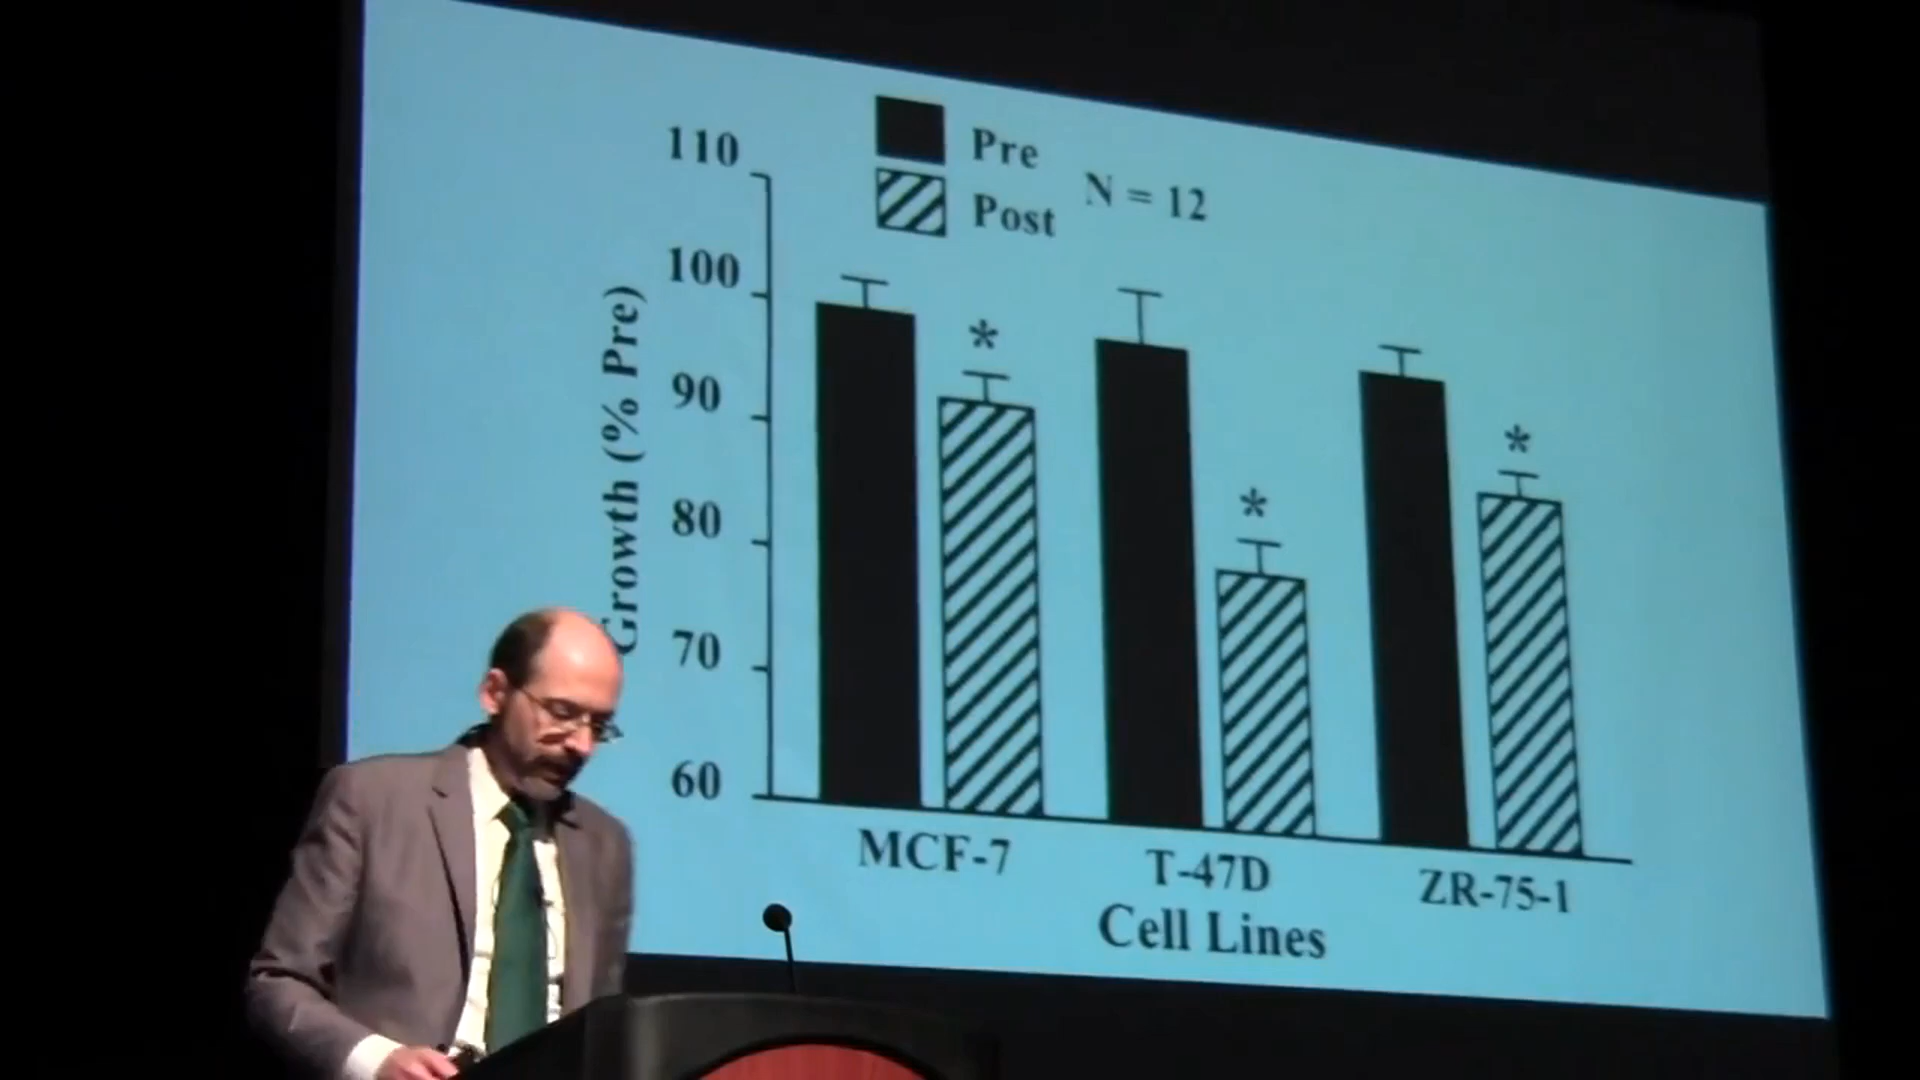 Pre
Post
N = 12
110
100
90
80
70
60
Growth (% Pre)
*
*
*
MCF-7
T-47D
ZR-75-1
Cell Lines